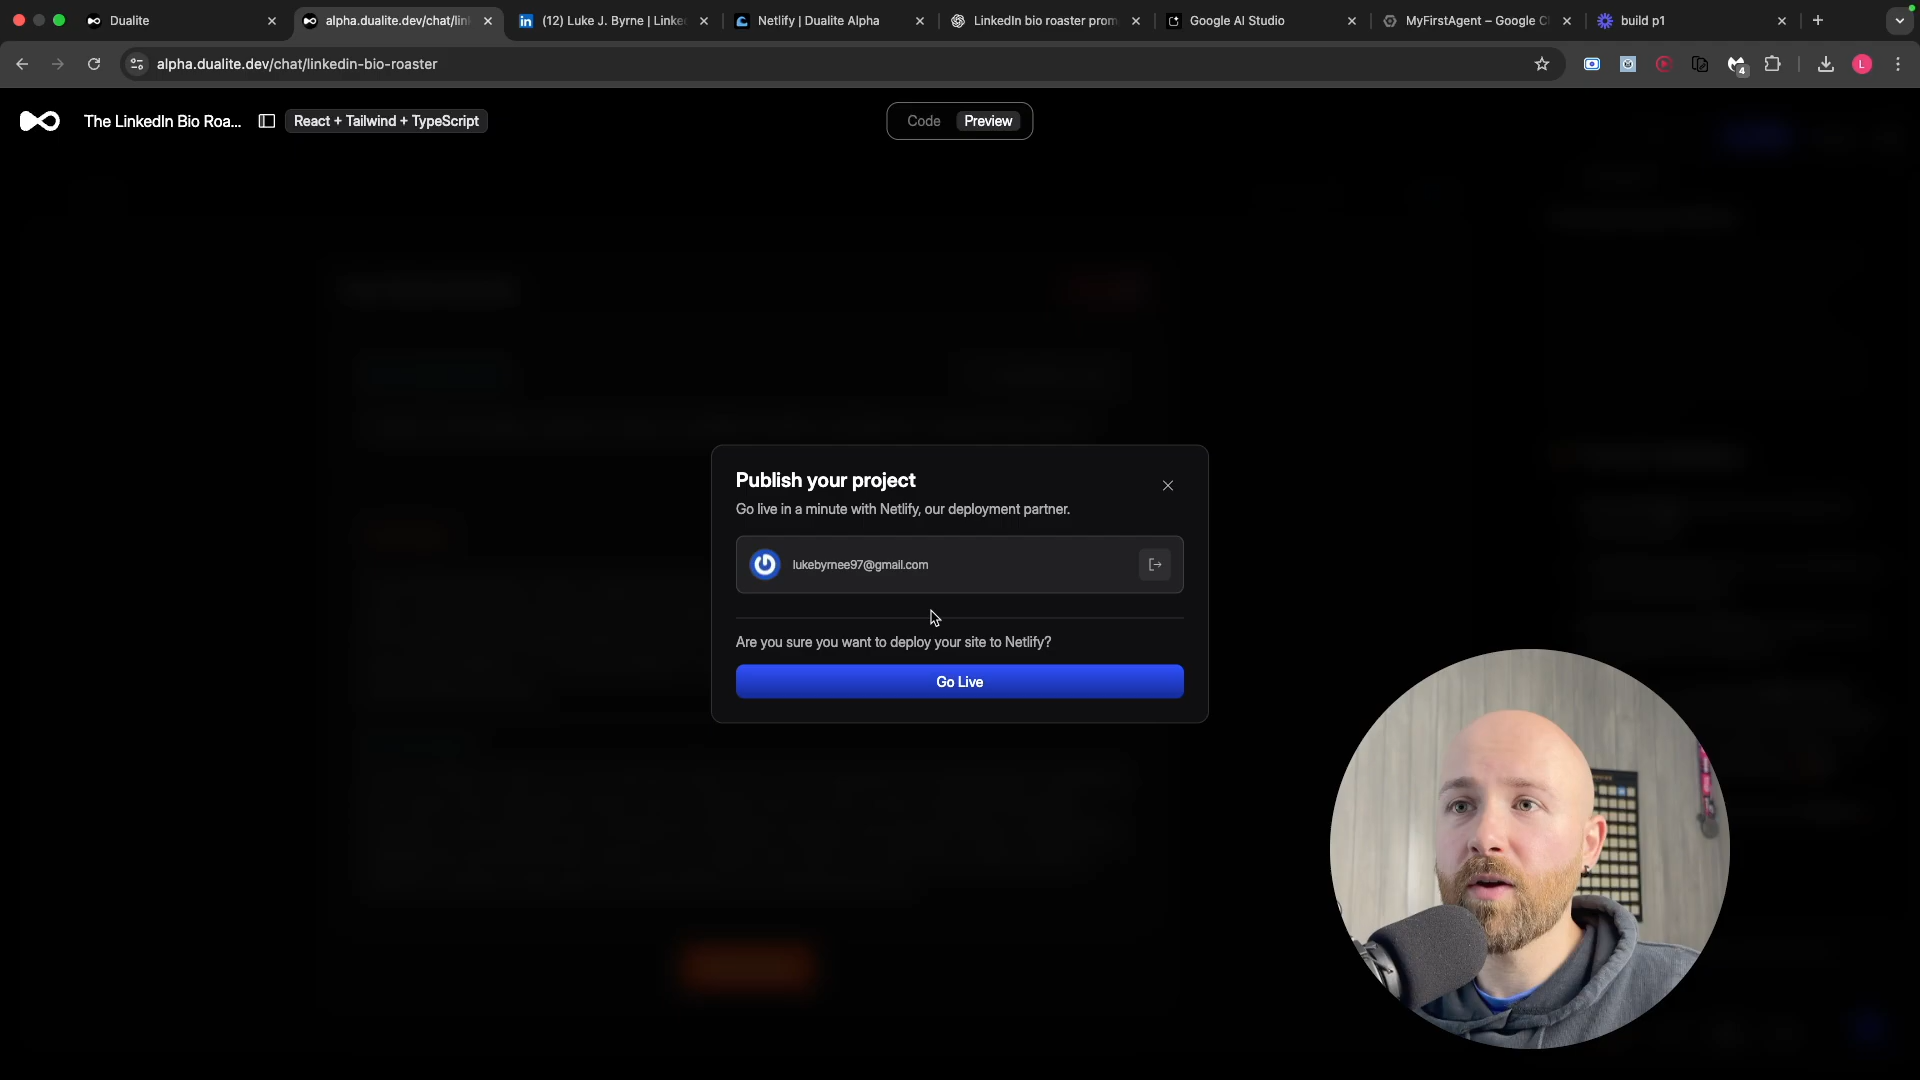 Dualite
alpha.dualite.dev/chat/lin
(12) Luke J. Byrne | Linke
Netlify | Dualite Alpha
LinkedIn bio roaster prom
Google AI Studio
MyFirstAgent – Google C
build p1
alpha.dualite.dev/chat/linkedin-bio-roaster
4
L
The LinkedIn Bio Roa...
React + Tailwind + TypeScript
Code
Preview
Publish your project
Go live in a minute with Netlify, our deployment partner.
lukebyrnee97@gmail.com
Are you sure you want to deploy your site to Netlify?
Go Live